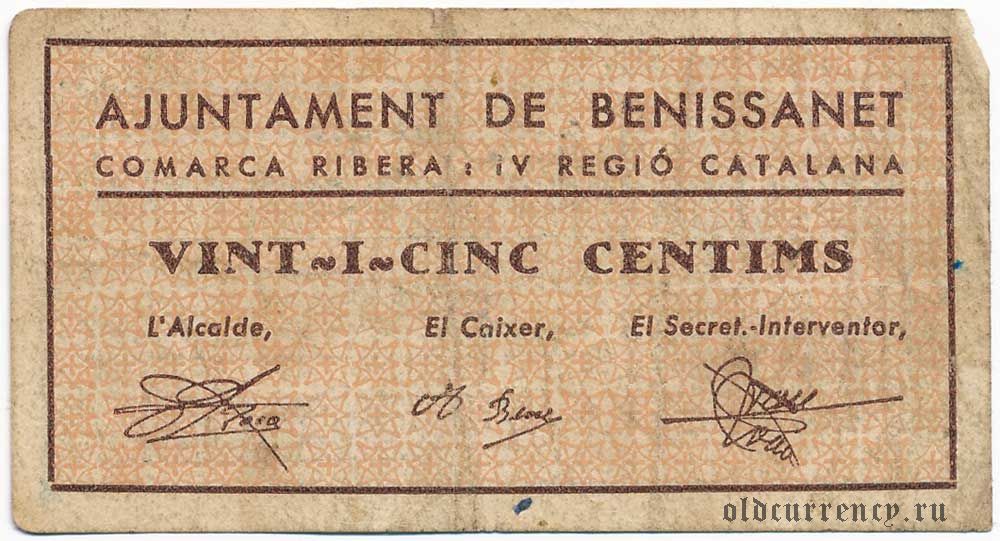 AJUNTAMENT DE BENISSANET
COMARCA RIBERA : IV REGIÓ CATALANA
VINT~I~CINC CENTIMS
L'Alcalde, El Caixer, El Secret.-Interventor,
oldcurrency.ru